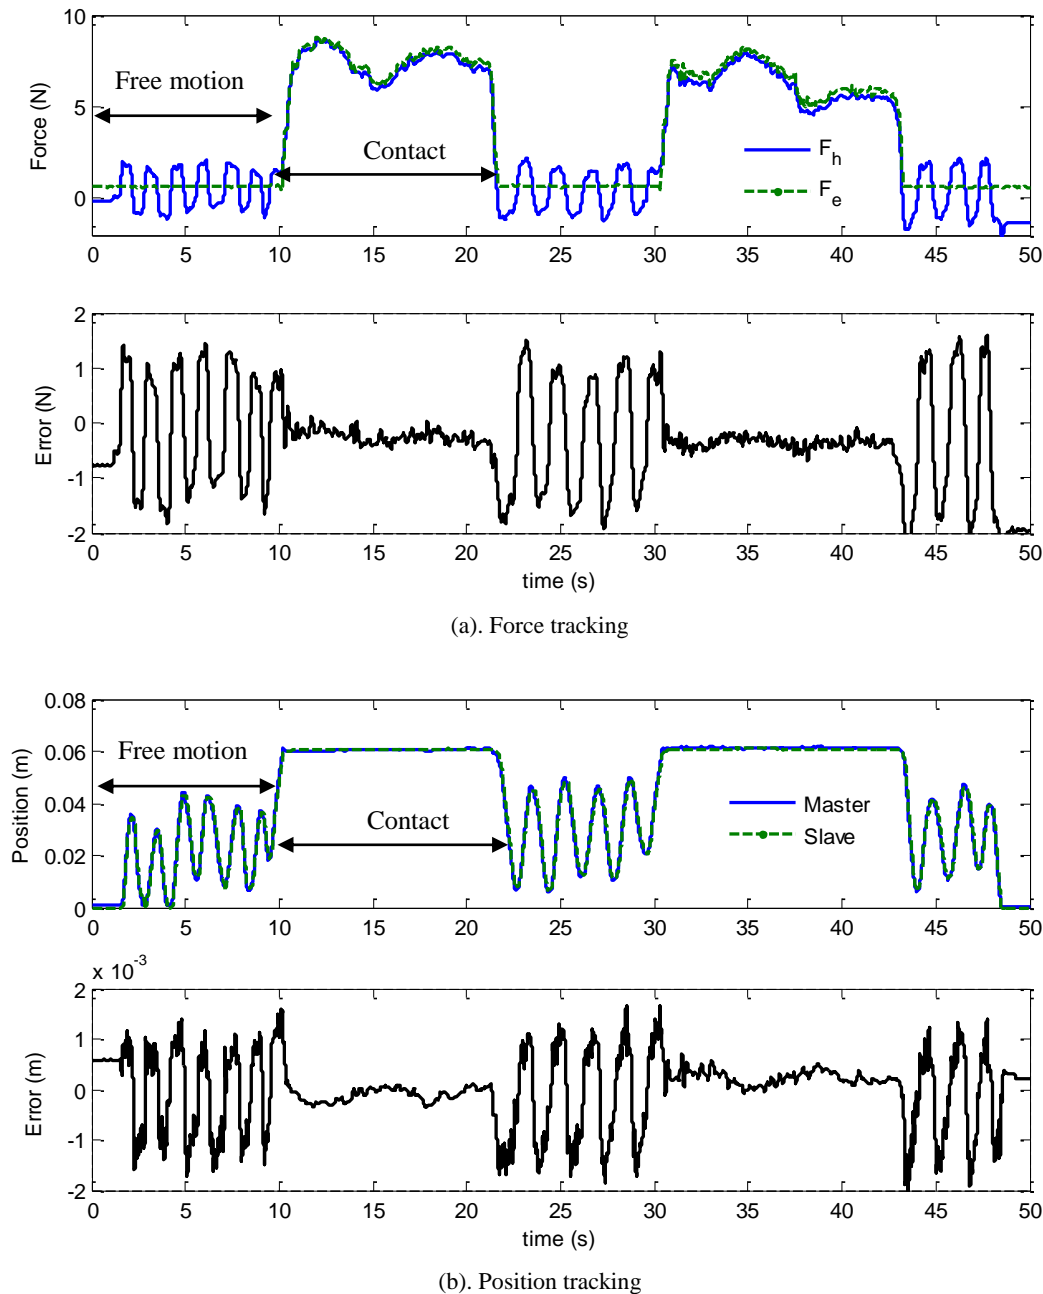 10
5
0
Force (N)
Free motion
Contact
F_h
F_e
0 5 10 15 20 25 30 35 40 45 50
2
1
0
-1
-2
Error (N)
0 5 10 15 20 25 30 35 40 45 50
time (s)
(a). Force tracking
0.08
0.06
0.04
0.02
0
Position (m)
Free motion
Contact
Master
Slave
0 5 10 15 20 25 30 35 40 45 50
x 10^-3
2
1
0
-1
-2
Error (m)
0 5 10 15 20 25 30 35 40 45 50
time (s)
(b). Position tracking